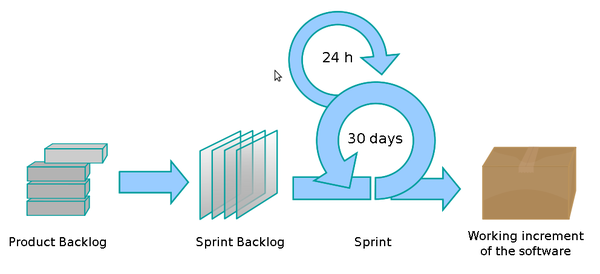 24 h
30 days
Product Backlog
Sprint Backlog
Sprint
Working increment
of the software